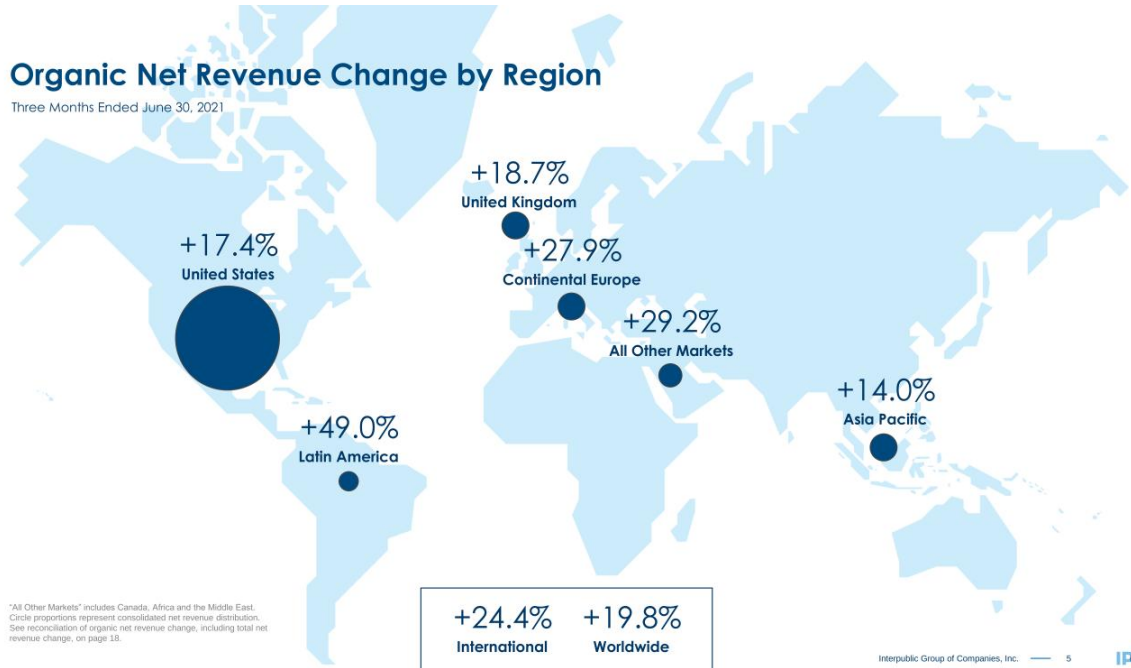 Organic Net Revenue Change by Region
Three Months Ended June 30, 2021
+18.7%
United Kingdom
+17.4%
United States
+27.9%
Continental Europe
+29.2%
All Other Markets
+14.0%
Asia Pacific
+49.0%
Latin America
"All Other Markets" includes Canada, Africa and the Middle East.
Circle proportions represent consolidated net revenue distribution.
See reconciliation of organic net revenue change, including total net
revenue change, on page 18.
+24.4% +19.8%
International Worldwide
Interpublic Group of Companies, Inc. 5